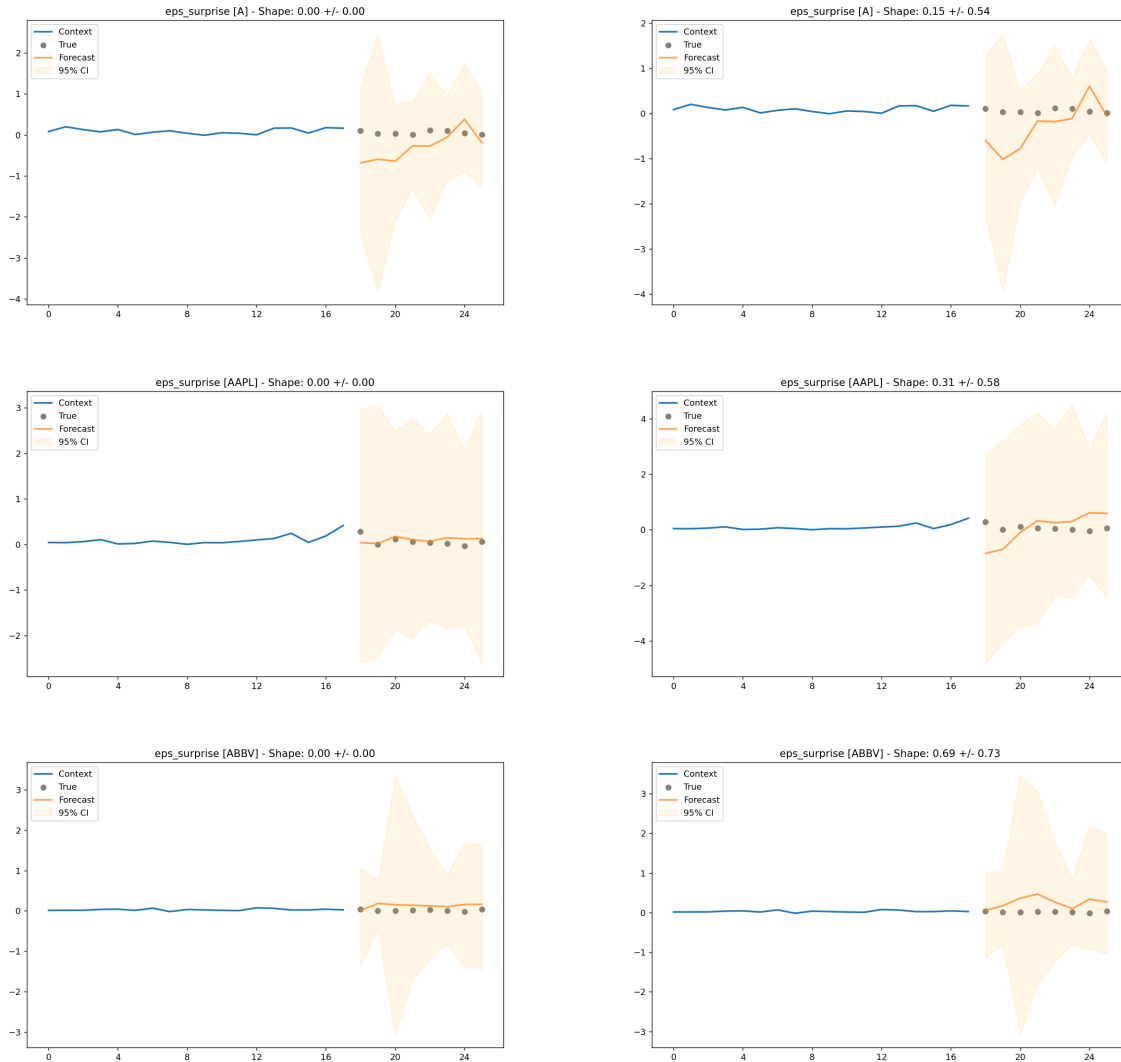 eps_surprise [A] - Shape: 0.00 +/- 0.00
Context
True
Forecast
95% CI
2
1
0
−1
−2
−3
−4
0 4 8 12 16 20 24
eps_surprise [A] - Shape: 0.15 +/- 0.54
Context
True
Forecast
95% CI
2
1
0
−1
−2
−3
−4
0 4 8 12 16 20 24
eps_surprise [AAPL] - Shape: 0.00 +/- 0.00
Context
True
Forecast
95% CI
3
2
1
0
−1
−2
0 4 8 12 16 20 24
eps_surprise [AAPL] - Shape: 0.31 +/- 0.58
Context
True
Forecast
95% CI
4
2
0
−2
−4
0 4 8 12 16 20 24
eps_surprise [ABBV] - Shape: 0.00 +/- 0.00
Context
True
Forecast
95% CI
3
2
1
0
−1
−2
−3
0 4 8 12 16 20 24
eps_surprise [ABBV] - Shape: 0.69 +/- 0.73
Context
True
Forecast
95% CI
3
2
1
0
−1
−2
−3
0 4 8 12 16 20 24